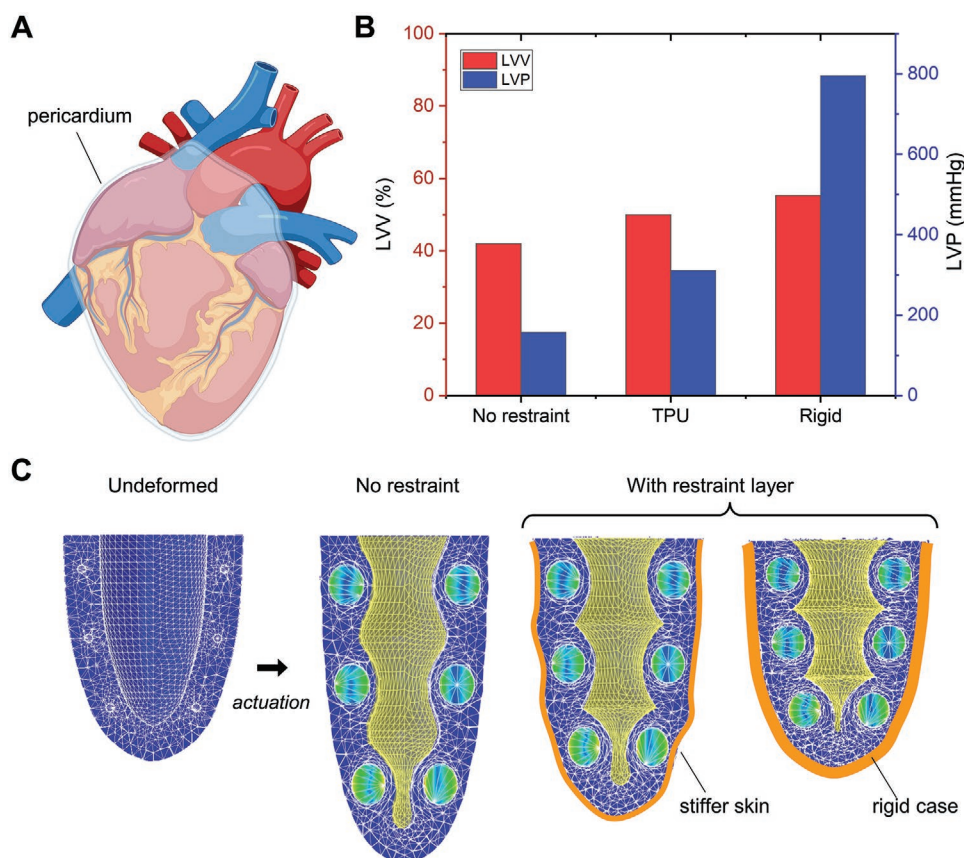 A
pericardium
B
LVV
LVP
100
80
60
40
20
0
LVV (%)
800
600
400
200
0
LVP (mmHg)
No restraint
TPU
Rigid
C
Undeformed
No restraint
With restraint layer
actuation
stiffer skin
rigid case